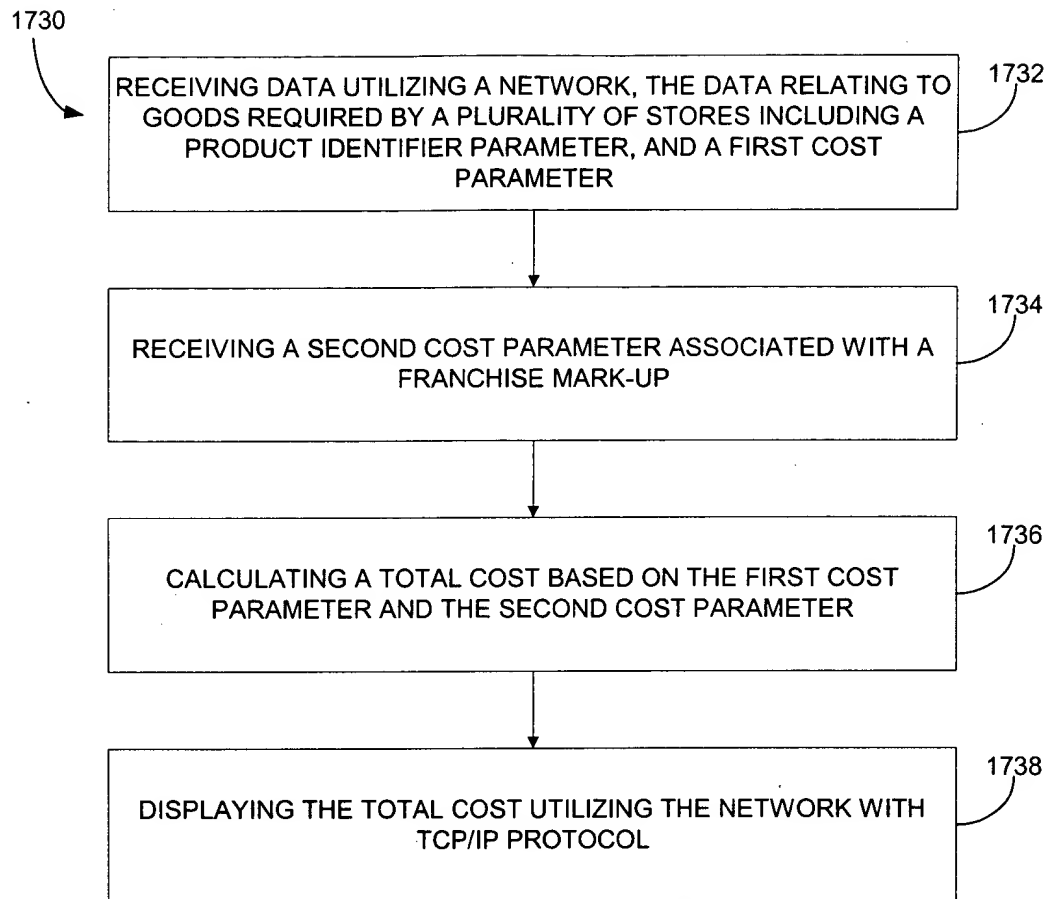 1730
1732
RECEIVING DATA UTILIZING A NETWORK, THE DATA RELATING TO
GOODS REQUIRED BY A PLURALITY OF STORES INCLUDING A
PRODUCT IDENTIFIER PARAMETER, AND A FIRST COST
PARAMETER
1734
RECEIVING A SECOND COST PARAMETER ASSOCIATED WITH A
FRANCHISE MARK-UP
1736
CALCULATING A TOTAL COST BASED ON THE FIRST COST
PARAMETER AND THE SECOND COST PARAMETER
1738
DISPLAYING THE TOTAL COST UTILIZING THE NETWORK WITH
TCP/IP PROTOCOL